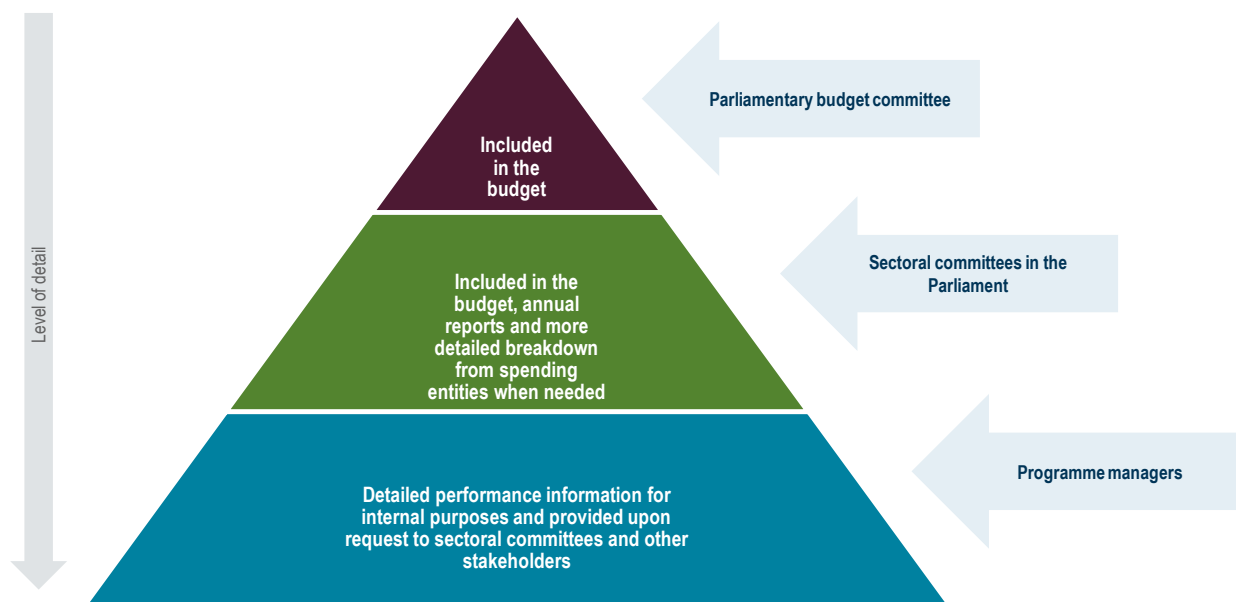 Level of detail
Included
in the
budget
Parliamentary budget committee
Included in the
budget, annual
reports and more
detailed breakdown
from spending
entities when needed
Sectoral committees in the
Parliament
Detailed performance information for
internal purposes and provided upon
request to sectoral committees and other
stakeholders
Programme managers